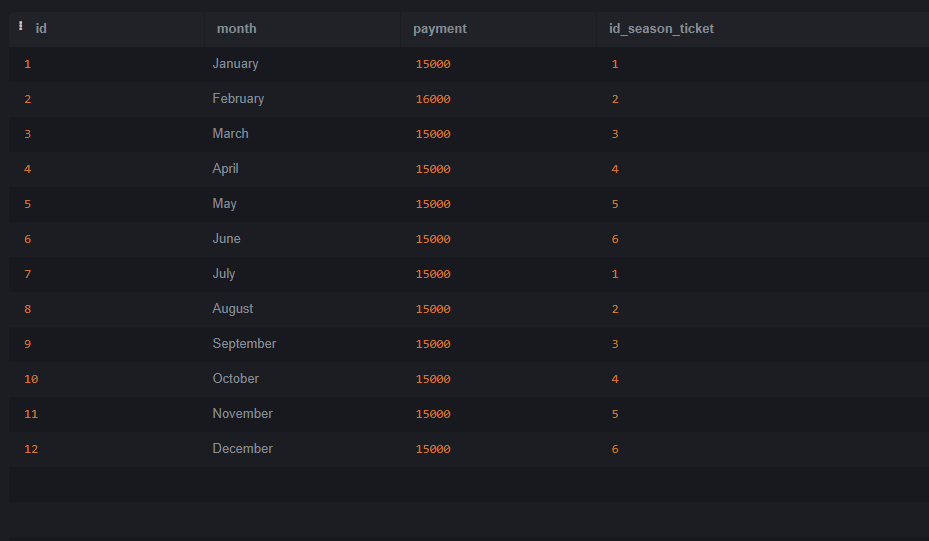 id month payment id_season_ticket
1 January 15000 1
2 February 16000 2
3 March 15000 3
4 April 15000 4
5 May 15000 5
6 June 15000 6
7 July 15000 1
8 August 15000 2
9 September 15000 3
10 October 15000 4
11 November 15000 5
12 December 15000 6